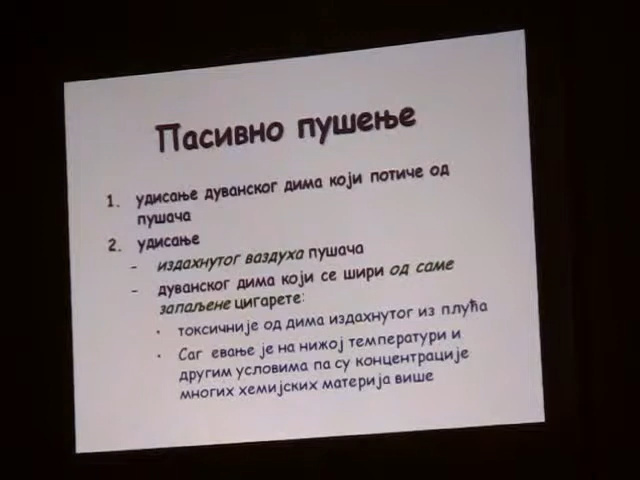 Пасивно пушење
1. удисање дуванског дима који потиче од
пушача
2. удисање
- издахнутог ваздуха пушача
- дуванског дима који се шири од саме
запаљене цигарете:
• токсичније од дима издахнутог из плућа
• Саг евање је на нижој температури и
другим условима па су концентрације
многих хемијских материја више